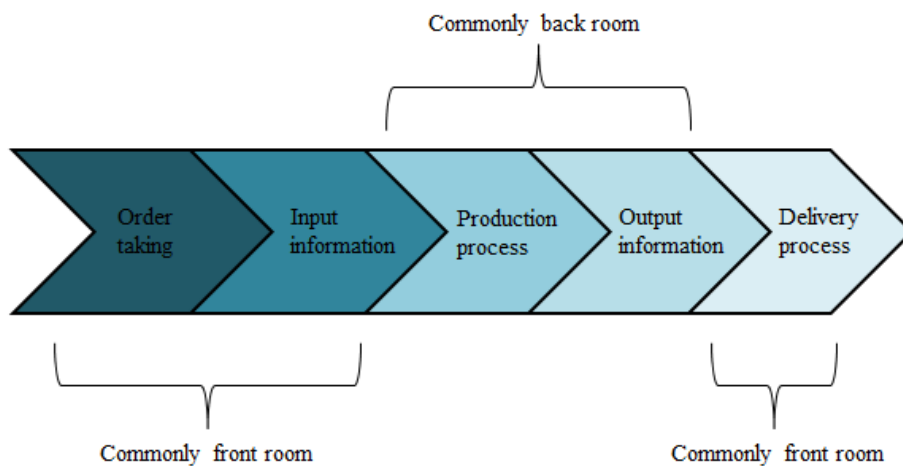 Commonly back room
Order
taking
Input
information
Production
process
Output
information
Delivery
process
Commonly front room
Commonly front room